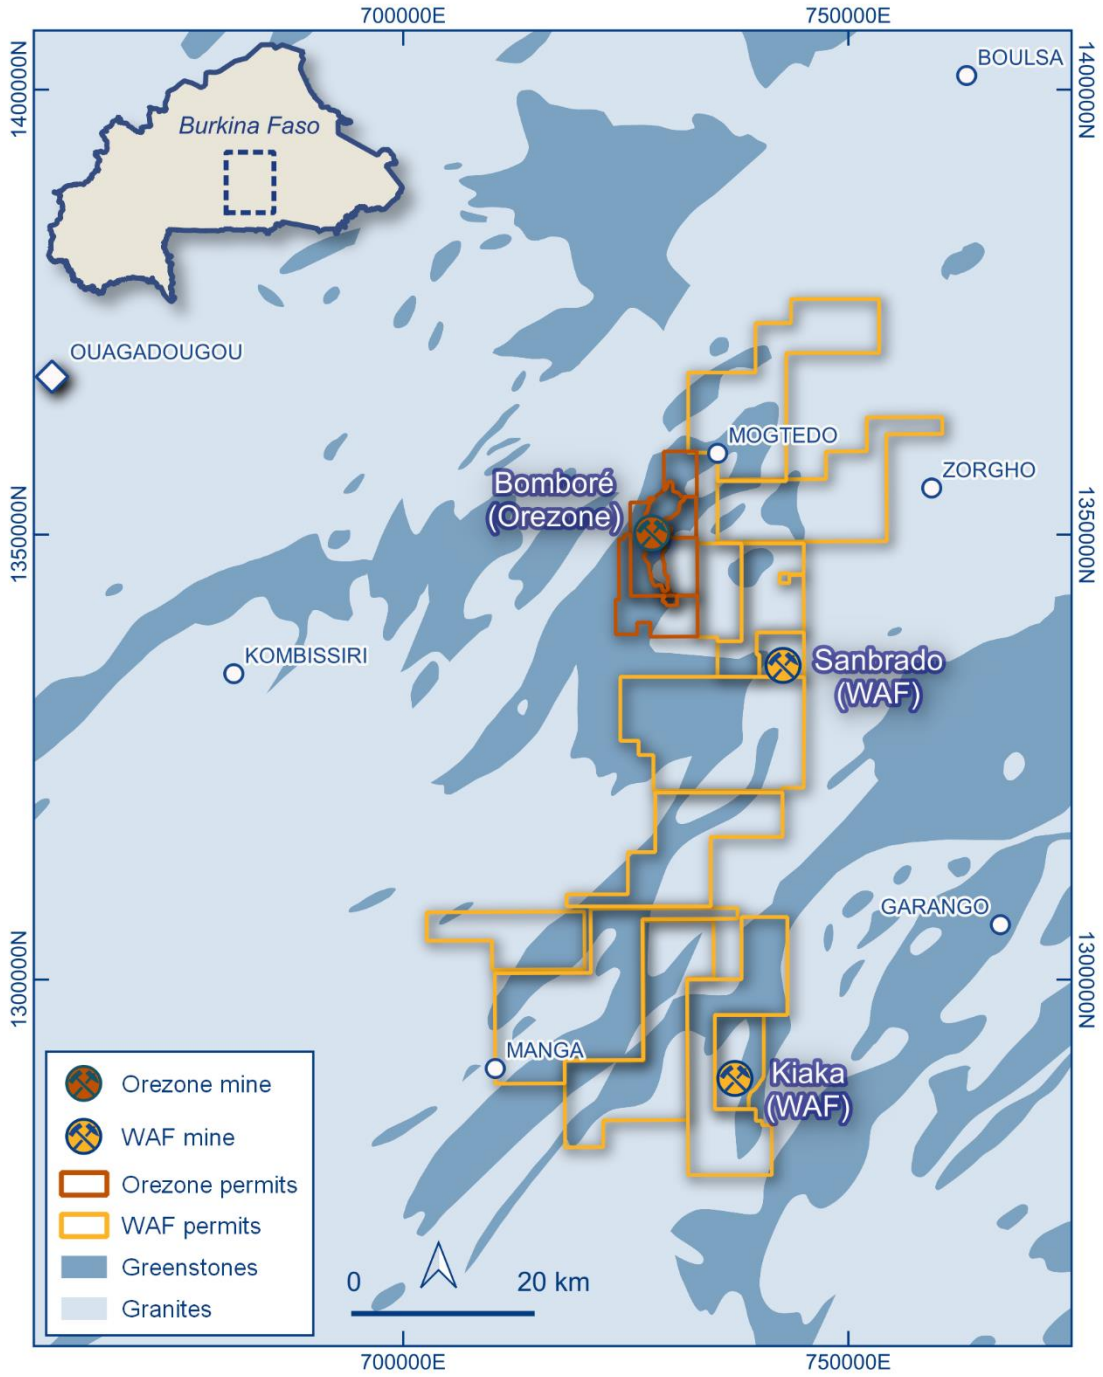 700000E
750000E
1400000N
1400000N
BOULSA
Burkina Faso
OUAGADOUGOU
MOGTEDO
ZORGHO
Bomboré
(Orezone)
1350000N
1350000N
KOMBISSIRI
Sanbrado
(WAF)
GARANGO
1300000N
1300000N
MANGA
Kiaka
(WAF)
Orezone mine
WAF mine
Orezone permits
WAF permits
Greenstones
Granites
0 20 km
700000E
750000E